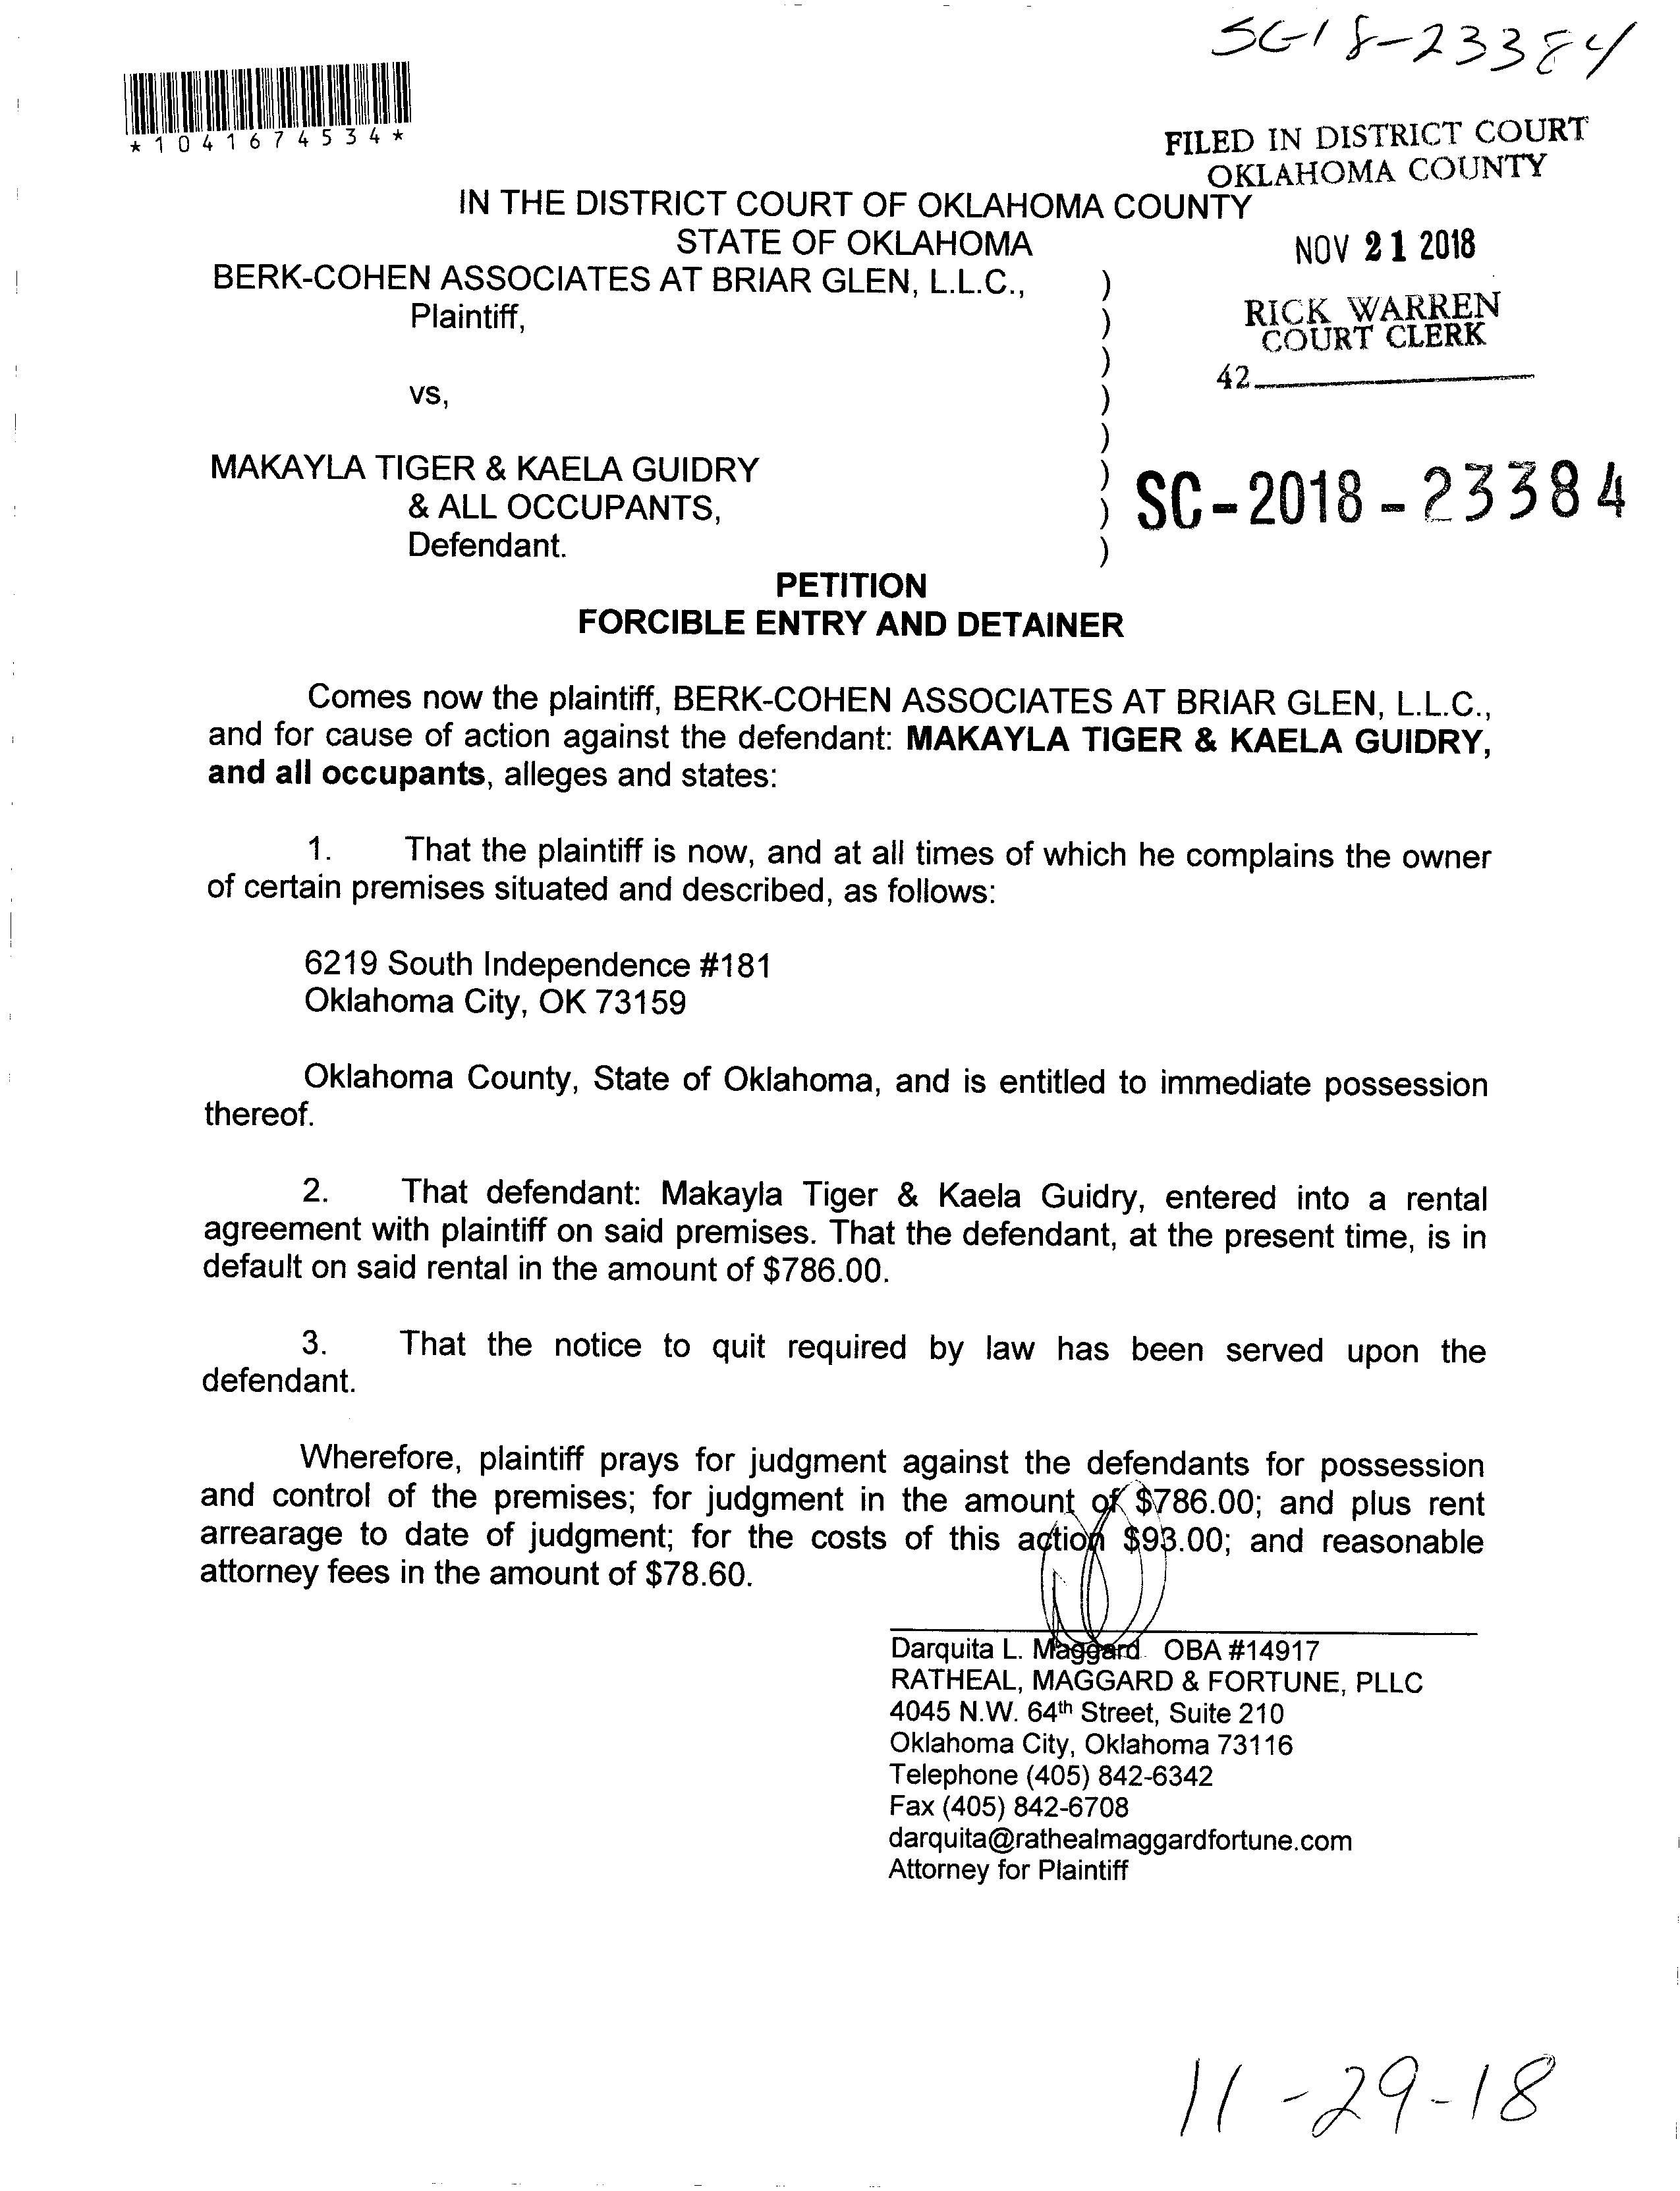 SC-18-23384
*1041674534*
FILED IN DISTRICT COURT
OKLAHOMA COUNTY
IN THE DISTRICT COURT OF OKLAHOMA COUNTY
STATE OF OKLAHOMA
NOV 21 2018
BERK-COHEN ASSOCIATES AT BRIAR GLEN, L.L.C., )
Plaintiff, )
RICK WARREN
COURT CLERK
)
42
vs, )
)
MAKAYLA TIGER & KAELA GUIDRY )
& ALL OCCUPANTS, ) SC-2018-23384
Defendant. )
PETITION
FORCIBLE ENTRY AND DETAINER
Comes now the plaintiff, BERK-COHEN ASSOCIATES AT BRIAR GLEN, L.L.C.,
and for cause of action against the defendant: MAKAYLA TIGER & KAELA GUIDRY,
and all occupants, alleges and states:
1. That the plaintiff is now, and at all times of which he complains the owner
of certain premises situated and described, as follows:
6219 South Independence #181
Oklahoma City, OK 73159
Oklahoma County, State of Oklahoma, and is entitled to immediate possession
thereof.
2. That defendant: Makayla Tiger & Kaela Guidry, entered into a rental
agreement with plaintiff on said premises. That the defendant, at the present time, is in
default on said rental in the amount of $786.00.
3. That the notice to quit required by law has been served upon the
defendant.
Wherefore, plaintiff prays for judgment against the defendants for possession
and control of the premises; for judgment in the amount of $786.00; and plus rent
arrearage to date of judgment; for the costs of this action $93.00; and reasonable
attorney fees in the amount of $78.60.
Darquita L. Maggard OBA #14917
RATHEAL, MAGGARD & FORTUNE, PLLC
4045 N.W. 64th Street, Suite 210
Oklahoma City, Oklahoma 73116
Telephone (405) 842-6342
Fax (405) 842-6708
darquita@rathealmaggardfortune.com
Attorney for Plaintiff
11-29-18